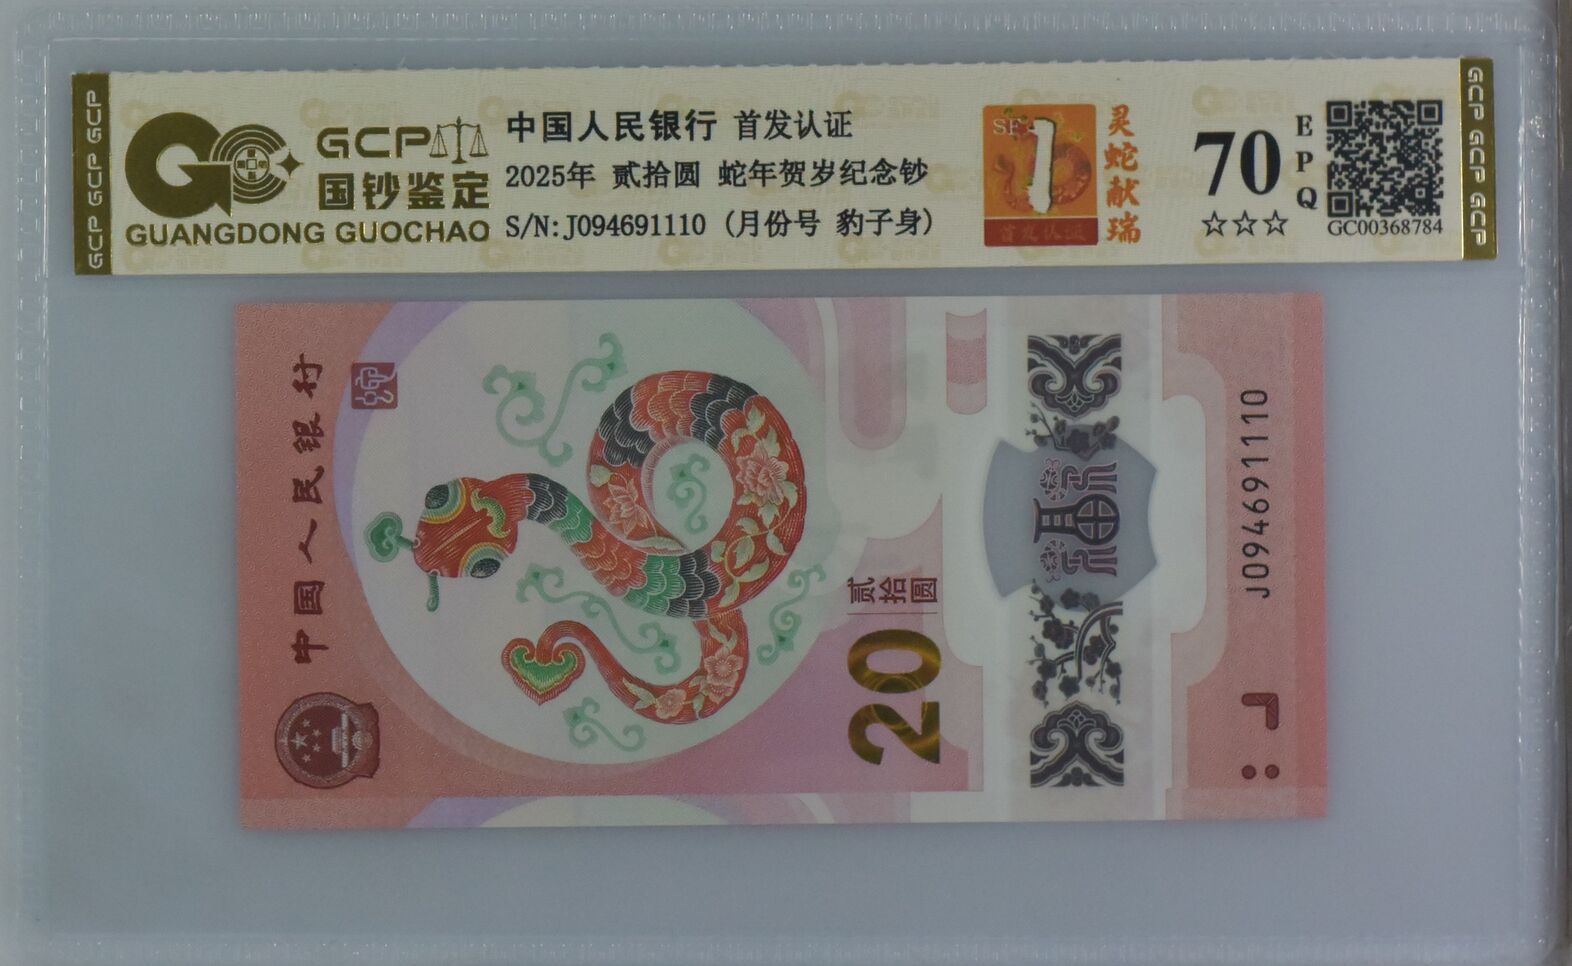 GCP GCP GCP
GCP
国钞鉴定
GUANGDONG GUOCHAO
中国人民银行 首发认证
2025年 贰拾圆 蛇年贺岁纪念钞
S/N:J094691110 (月份号 豹子身)
1
首发认证
灵蛇献瑞
70
☆☆☆
EPQ
GC00368784
GCP GCP GCP
中国人民银行
贰拾圆
20
J094691110